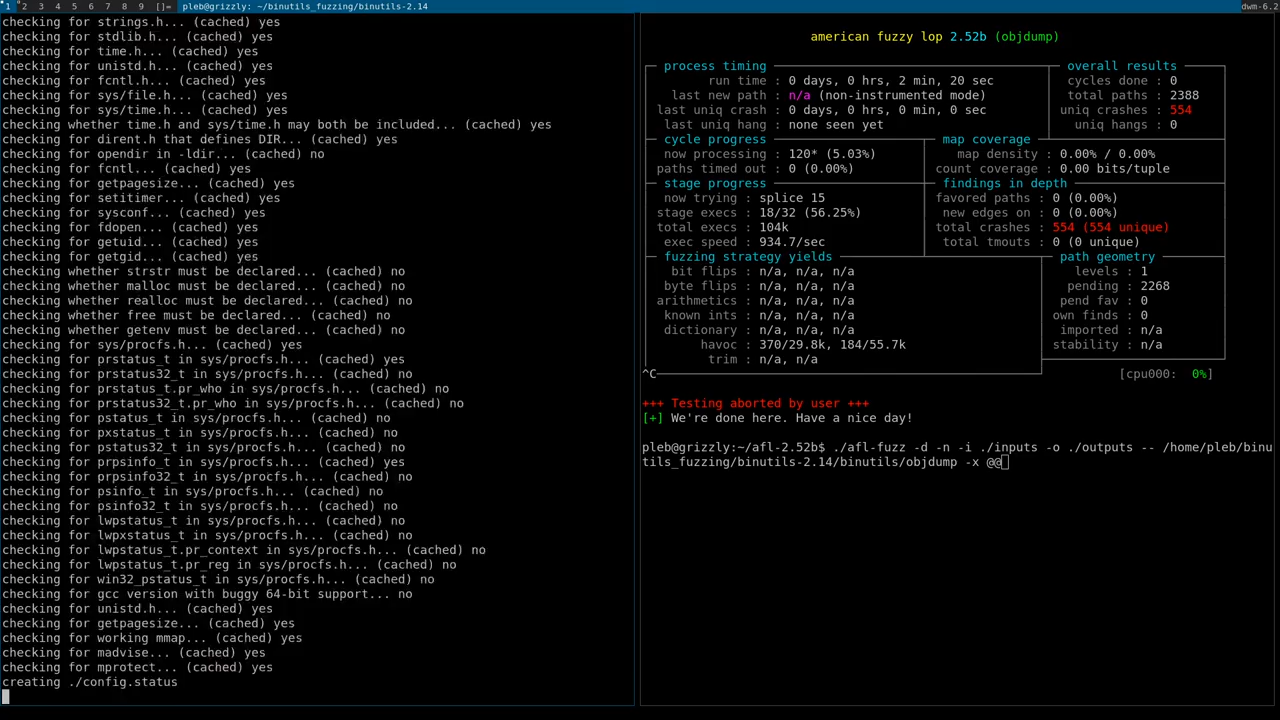 1 2 3 4 5 6 7 8 9 []= pleb@grizzly: ~/binutils_fuzzing/binutils-2.14 dwm-6.2
checking for strings.h... (cached) yes
checking for stdlib.h... (cached) yes
checking for time.h... (cached) yes
checking for unistd.h... (cached) yes
checking for fcntl.h... (cached) yes
checking for sys/file.h... (cached) yes
checking for sys/time.h... (cached) yes
checking whether time.h and sys/time.h may both be included... (cached) yes
checking for dirent.h that defines DIR... (cached) yes
checking for opendir in -ldir... (cached) no
checking for fcntl... (cached) yes
checking for getpagesize... (cached) yes
checking for setitimer... (cached) yes
checking for sysconf... (cached) yes
checking for fdopen... (cached) yes
checking for getuid... (cached) yes
checking for getgid... (cached) yes
checking whether strstr must be declared... (cached) no
checking whether malloc must be declared... (cached) no
checking whether realloc must be declared... (cached) no
checking whether free must be declared... (cached) no
checking whether getenv must be declared... (cached) no
checking for sys/procfs.h... (cached) yes
checking for prstatus_t in sys/procfs.h... (cached) yes
checking for prstatus32_t in sys/procfs.h... (cached) no
checking for prstatus_t.pr_who in sys/procfs.h... (cached) no
checking for prstatus32_t.pr_who in sys/procfs.h... (cached) no
checking for pstatus_t in sys/procfs.h... (cached) no
checking for pxstatus_t in sys/procfs.h... (cached) no
checking for pstatus32_t in sys/procfs.h... (cached) no
checking for prpsinfo_t in sys/procfs.h... (cached) yes
checking for prpsinfo32_t in sys/procfs.h... (cached) no
checking for psinfo_t in sys/procfs.h... (cached) no
checking for psinfo32_t in sys/procfs.h... (cached) no
checking for lwpstatus_t in sys/procfs.h... (cached) no
checking for lwpxstatus_t in sys/procfs.h... (cached) no
checking for lwpstatus_t.pr_context in sys/procfs.h... (cached) no
checking for lwpstatus_t.pr_reg in sys/procfs.h... (cached) no
checking for win32_pstatus_t in sys/procfs.h... (cached) no
checking for gcc version with buggy 64-bit support... no
checking for unistd.h... (cached) yes
checking for getpagesize... (cached) yes
checking for working mmap... (cached) yes
checking for madvise... (cached) yes
checking for mprotect... (cached) yes
creating ./config.status
american fuzzy lop 2.52b (objdump)
process timing overall results
run time : 0 days, 0 hrs, 2 min, 20 sec cycles done : 0
last new path : n/a (non-instrumented mode) total paths : 2388
last uniq crash : 0 days, 0 hrs, 0 min, 0 sec uniq crashes : 554
last uniq hang : none seen yet uniq hangs : 0
cycle progress map coverage
now processing : 120* (5.03%) map density : 0.00% / 0.00%
paths timed out : 0 (0.00%) count coverage : 0.00 bits/tuple
stage progress findings in depth
now trying : splice 15 favored paths : 0 (0.00%)
stage execs : 18/32 (56.25%) new edges on : 0 (0.00%)
total execs : 104k total crashes : 554 (554 unique)
exec speed : 934.7/sec total tmouts : 0 (0 unique)
fuzzing strategy yields path geometry
bit flips : n/a, n/a, n/a levels : 1
byte flips : n/a, n/a, n/a pending : 2268
arithmetics : n/a, n/a, n/a pend fav : 0
known ints : n/a, n/a, n/a own finds : 0
dictionary : n/a, n/a, n/a imported : n/a
havoc : 370/29.8k, 184/55.7k stability : n/a
trim : n/a, n/a
^C [cpu000: 0%]
+++ Testing aborted by user +++
[+] We're done here. Have a nice day!
pleb@grizzly:~/afl-2.52b$ ./afl-fuzz -d -n -i ./inputs -o ./outputs -- /home/pleb/binu
tils_fuzzing/binutils-2.14/binutils/objdump -x @@